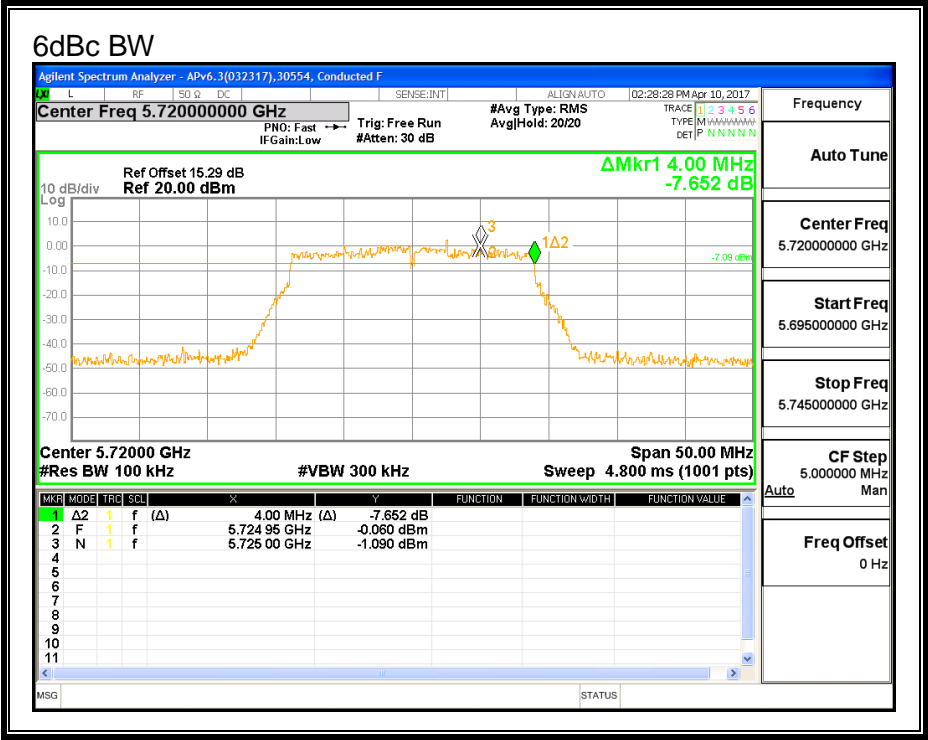 6dBc BW
Agilent Spectrum Analyzer - APv6.3(032317),30554, Conducted F
LXI L RF 50 Ω DC SENSE:INT ALIGN AUTO 02:28:28 PM Apr 10, 2017
Center Freq 5.720000000 GHz
PNO: Fast
IFGain:Low
Trig: Free Run
#Atten: 30 dB
#Avg Type: RMS
Avg|Hold: 20/20
TRACE 1 2 3 4 5 6
TYPE M WWWWW
DET P N N N N N
ΔMkr1 4.00 MHz
-7.652 dB
Ref Offset 15.29 dB
10 dB/div Ref 20.00 dBm
Log
10.0
0.00
-10.0
-20.0
-30.0
-40.0
-50.0
-60.0
-70.0
3
2
1Δ2
-7.09 dBm
Center 5.72000 GHz Span 50.00 MHz
#Res BW 100 kHz #VBW 300 kHz Sweep 4.800 ms (1001 pts)
MKR MODE TRC SCL X Y FUNCTION FUNCTION WIDTH FUNCTION VALUE
1 Δ2 1 f (Δ) 4.00 MHz (Δ) -7.652 dB
2 F 1 f 5.724 95 GHz -0.060 dBm
3 N 1 f 5.725 00 GHz -1.090 dBm
4
5
6
7
8
9
10
11
MSG STATUS
Frequency
Auto Tune
Center Freq
5.720000000 GHz
Start Freq
5.695000000 GHz
Stop Freq
5.745000000 GHz
CF Step
5.000000 MHz
Auto Man
Freq Offset
0 Hz